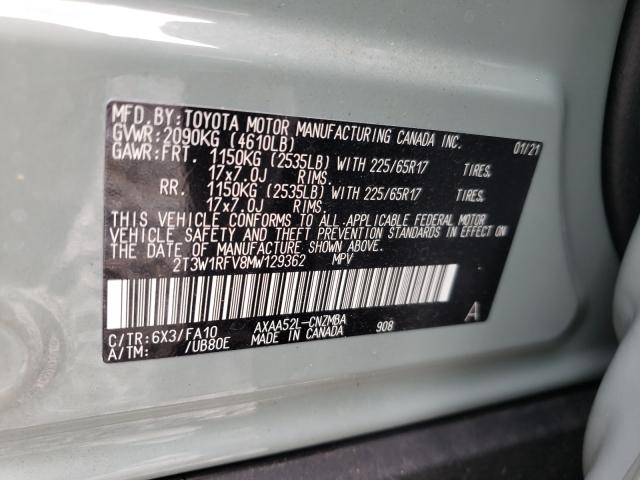 MFD.BY:TOYOTA MOTOR MANUFACTURING CANADA INC. 01/21
GVWR:2090KG (4610LB)
GAWR:FRT. 1150KG (2535LB) WITH 225/65R17 TIRES.
17x7.0J RIMS.
RR. 1150KG (2535LB) WITH 225/65R17 TIRES.
17x7.0J RIMS.
THIS VEHICLE CONFORMS TO ALL APPLICABLE FEDERAL MOTOR
VEHICLE SAFETY AND THEFT PREVENTION STANDARDS IN EFFECT ON
THE DATE OF MANUFACTURE SHOWN ABOVE.
2T3W1RFV8MW129362 MPV
C/TR:6X3/FA10 AXAA52L-CNZMBA A
A/TM: /UB80E MADE IN CANADA 908